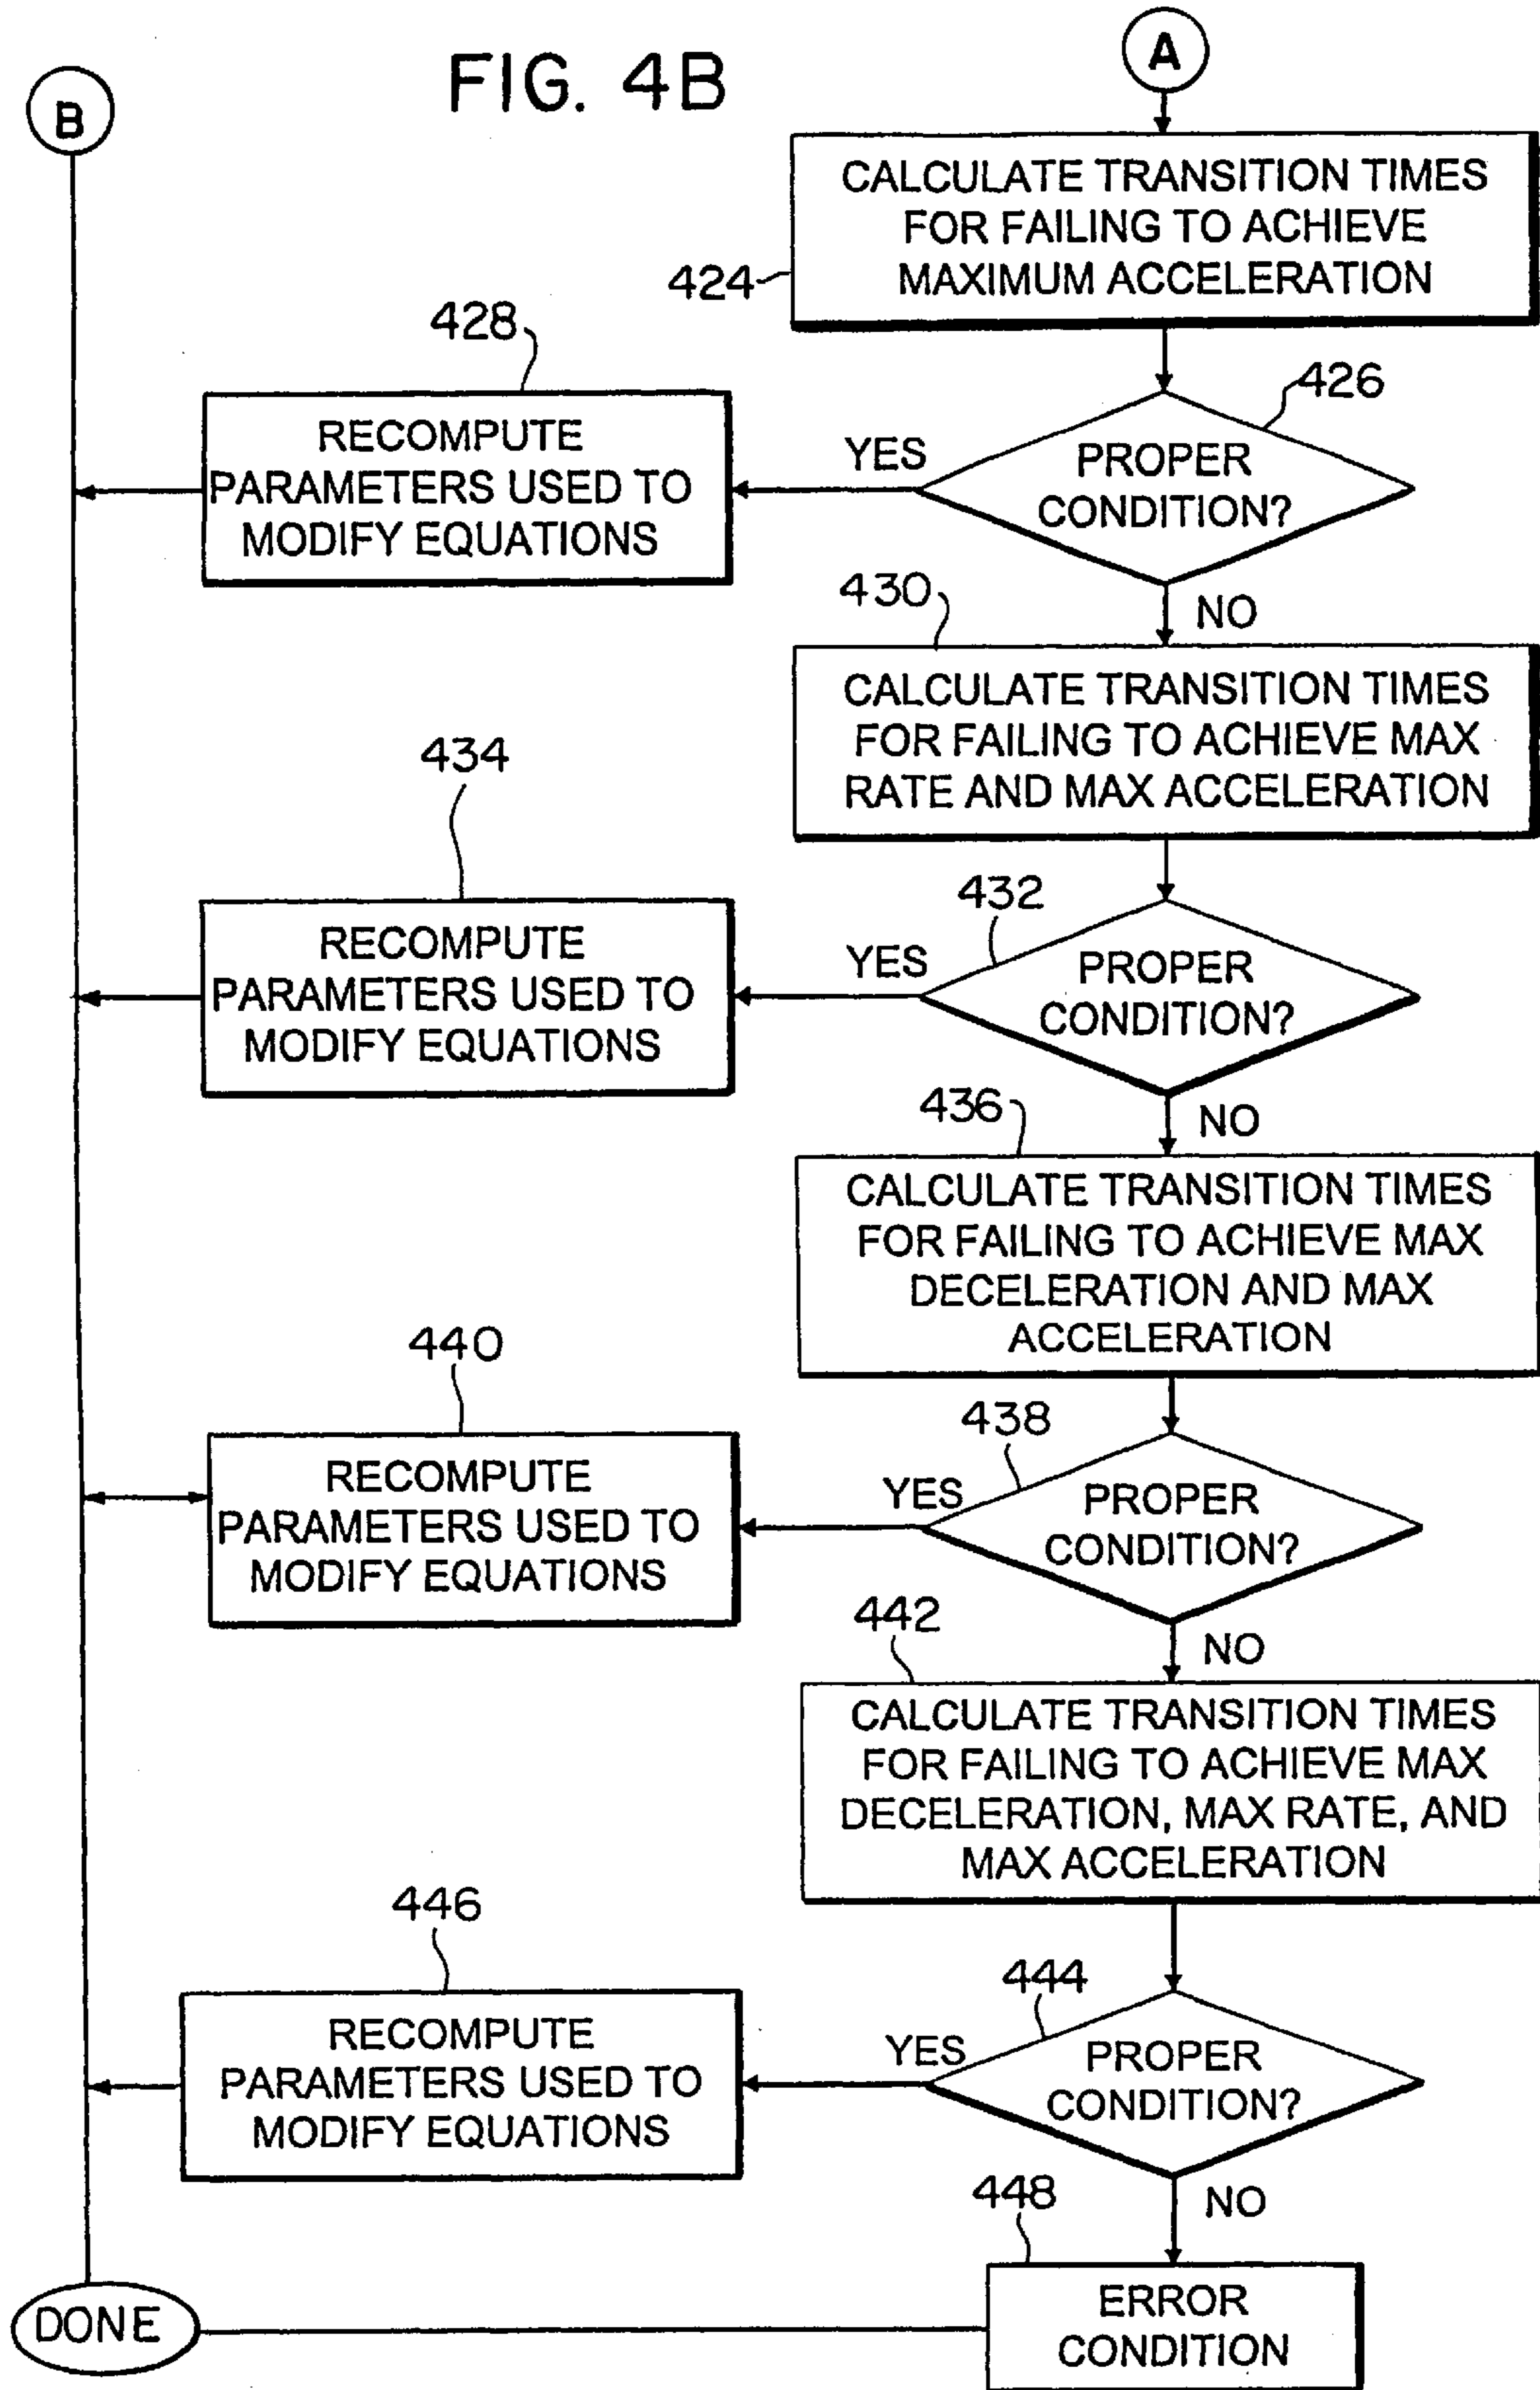 FIG. 4B
A
B
CALCULATE TRANSITION TIMES
FOR FAILING TO ACHIEVE
MAXIMUM ACCELERATION
424
428
426
RECOMPUTE
PARAMETERS USED TO
MODIFY EQUATIONS
YES
PROPER
CONDITION?
NO
430
CALCULATE TRANSITION TIMES
FOR FAILING TO ACHIEVE MAX
RATE AND MAX ACCELERATION
434
432
RECOMPUTE
PARAMETERS USED TO
MODIFY EQUATIONS
YES
PROPER
CONDITION?
NO
436
CALCULATE TRANSITION TIMES
FOR FAILING TO ACHIEVE MAX
DECELERATION AND MAX
ACCELERATION
440
438
RECOMPUTE
PARAMETERS USED TO
MODIFY EQUATIONS
YES
PROPER
CONDITION?
NO
442
CALCULATE TRANSITION TIMES
FOR FAILING TO ACHIEVE MAX
DECELERATION, MAX RATE, AND
MAX ACCELERATION
446
444
RECOMPUTE
PARAMETERS USED TO
MODIFY EQUATIONS
YES
PROPER
CONDITION?
NO
448
ERROR
CONDITION
DONE